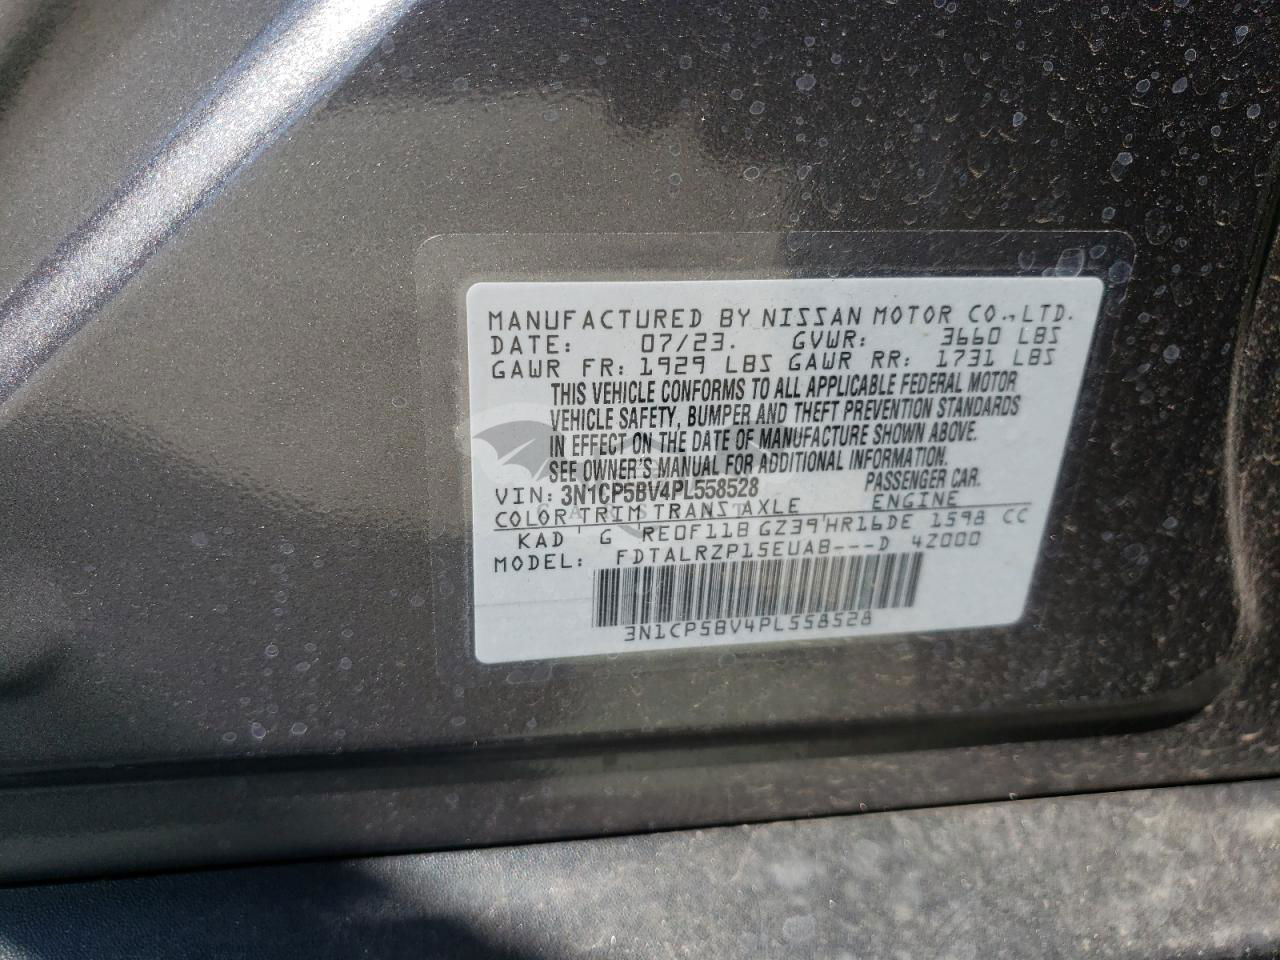 MANUFACTURED BY NISSAN MOTOR CO., LTD.
DATE: 07/23. GVWR: 3660 LBS
GAWR FR: 1929 LBS GAWR RR: 1731 LBS
THIS VEHICLE CONFORMS TO ALL APPLICABLE FEDERAL MOTOR
VEHICLE SAFETY, BUMPER AND THEFT PREVENTION STANDARDS
IN EFFECT ON THE DATE OF MANUFACTURE SHOWN ABOVE.
SEE OWNER'S MANUAL FOR ADDITIONAL INFORMATION.
VIN: 3N1CP5BV4PL558528 PASSENGER CAR.
COLOR TRIM TRANS AXLE ENGINE
KAD ' G ' RE0F11B GZ39'HR16DE 1598 CC
MODEL: FDTALRZP15EUAB---D 42000
3N1CP5BV4PL558528